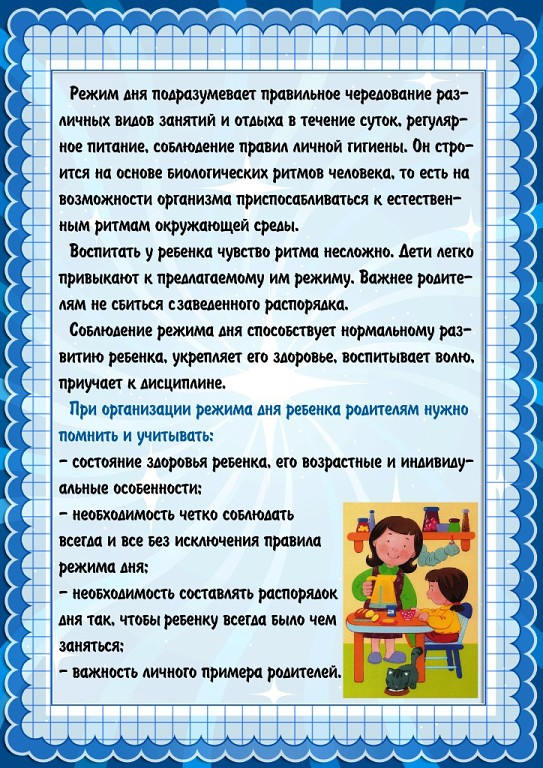 Режим дня подразумевает правильное чередование раз-
личных видов занятий и отдыха в течение суток, регуляр-
ное питание, соблюдение правил личной гигиены. Он стро-
ится на основе биологических ритмов человека, то есть на
возможности организма приспосабливаться к естествен-
ным ритмам окружающей среды.
Воспитать у ребенка чувство ритма несложно. Дети легко
привыкают к предлагаемому им режиму. Важнее родите-
лям не сбиться с заведенного распорядка.
Соблюдение режима дня способствует нормальному раз-
витию ребенка, укрепляет его здоровье, воспитывает волю,
приучает к дисциплине.
При организации режима дня ребенка родителям нужно
помнить и учитывать:
– состояние здоровья ребенка, его возрастные и индивиду-
альные особенности;
– необходимость четко соблюдать
всегда и все без исключения правила
режима дня;
– необходимость составлять распорядок
дня так, чтобы ребенку всегда было чем
заняться;
– важность личного примера родителей.